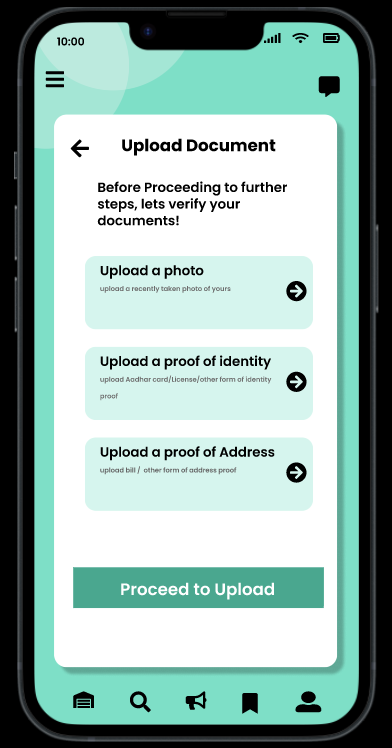 10:00
Upload Document
Before Proceeding to further
steps, lets verify your
documents!
Upload a photo
upload a recently taken photo of yours
Upload a proof of identity
upload Aadhar card/License/other form of identity
proof
Upload a proof of Address
upload bill / other form of address proof
Proceed to Upload